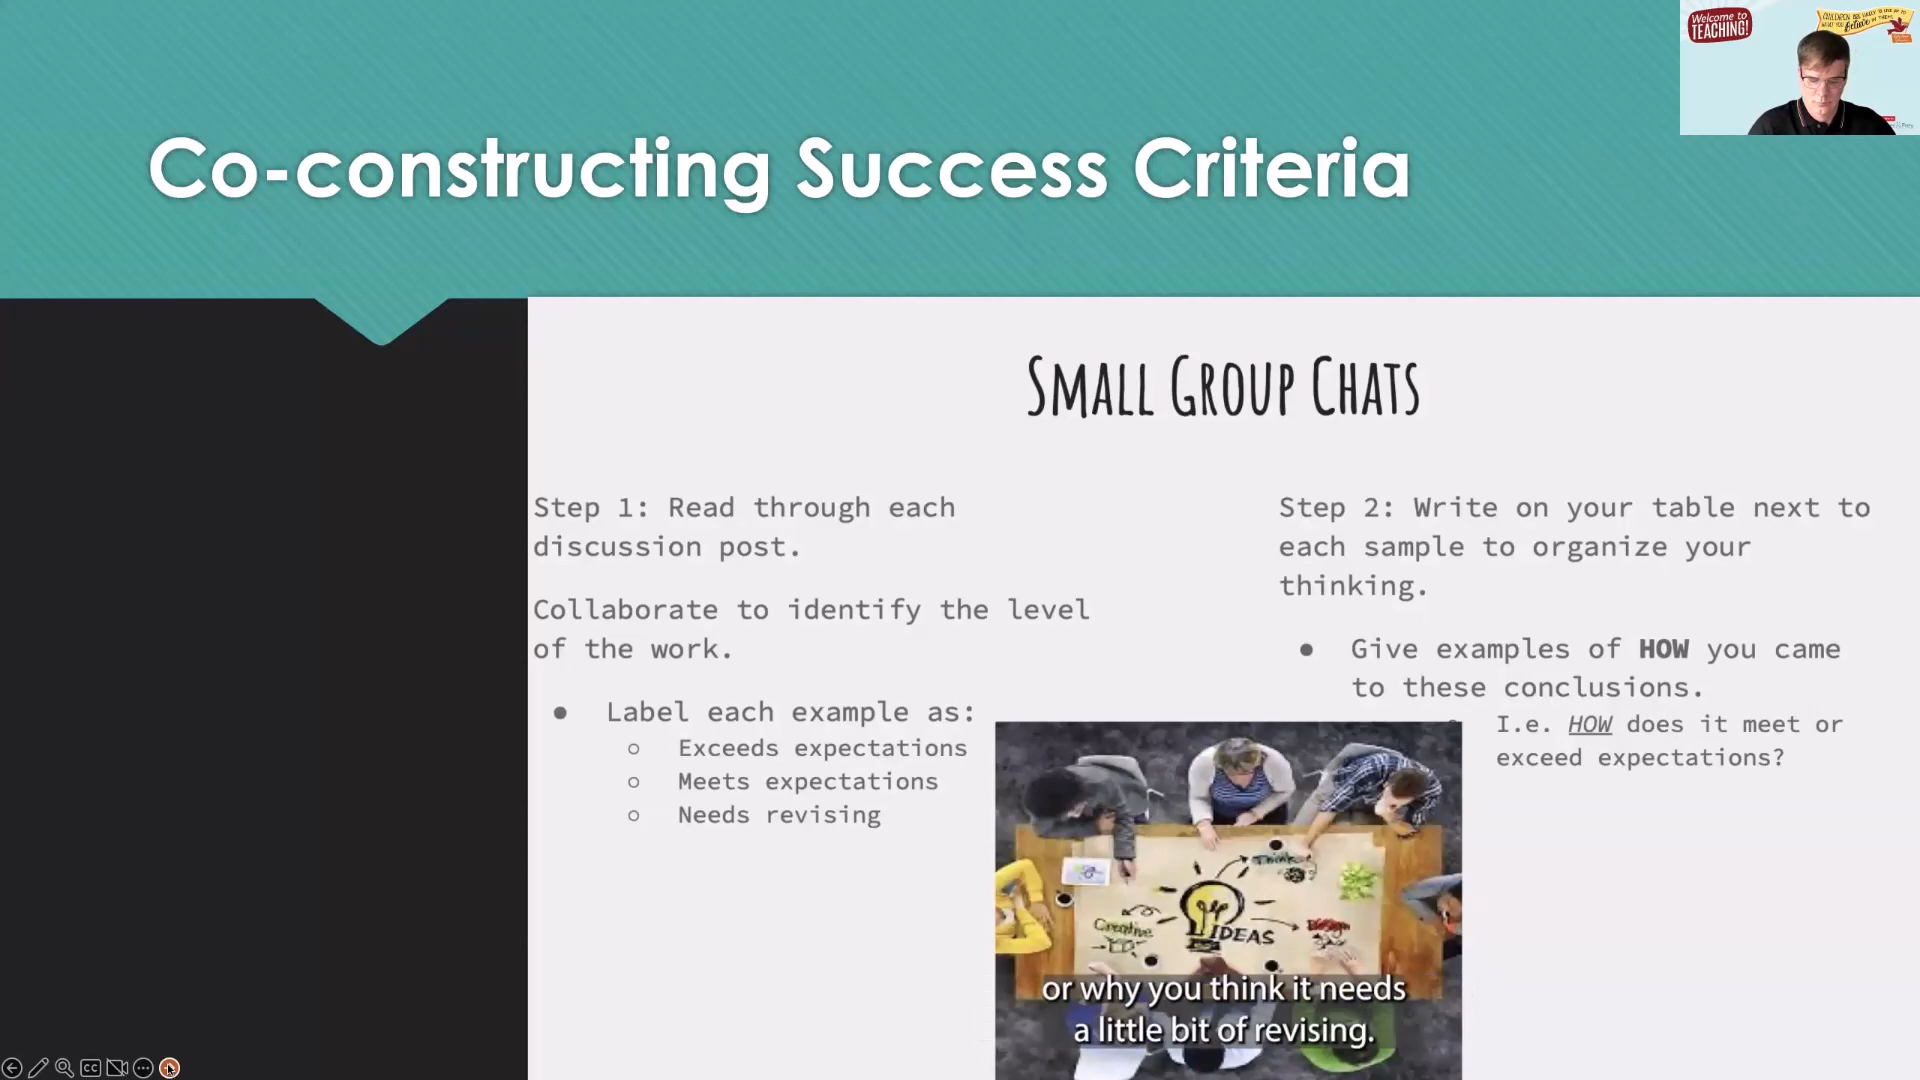 Welcome to
TEACHING!
Co-constructing Success Criteria
SMALL GROUP CHATS
Step 1: Read through each
discussion post.
Collaborate to identify the level
of the work.
● Label each example as:
○ Exceeds expectations
○ Meets expectations
○ Needs revising
Step 2: Write on your table next to
each sample to organize your
thinking.
● Give examples of HOW you came
to these conclusions.
○ I.e. HOW does it meet or
exceed expectations?
Think
Creative
IDEAS
Design
or why you think it needs
a little bit of revising.
CC